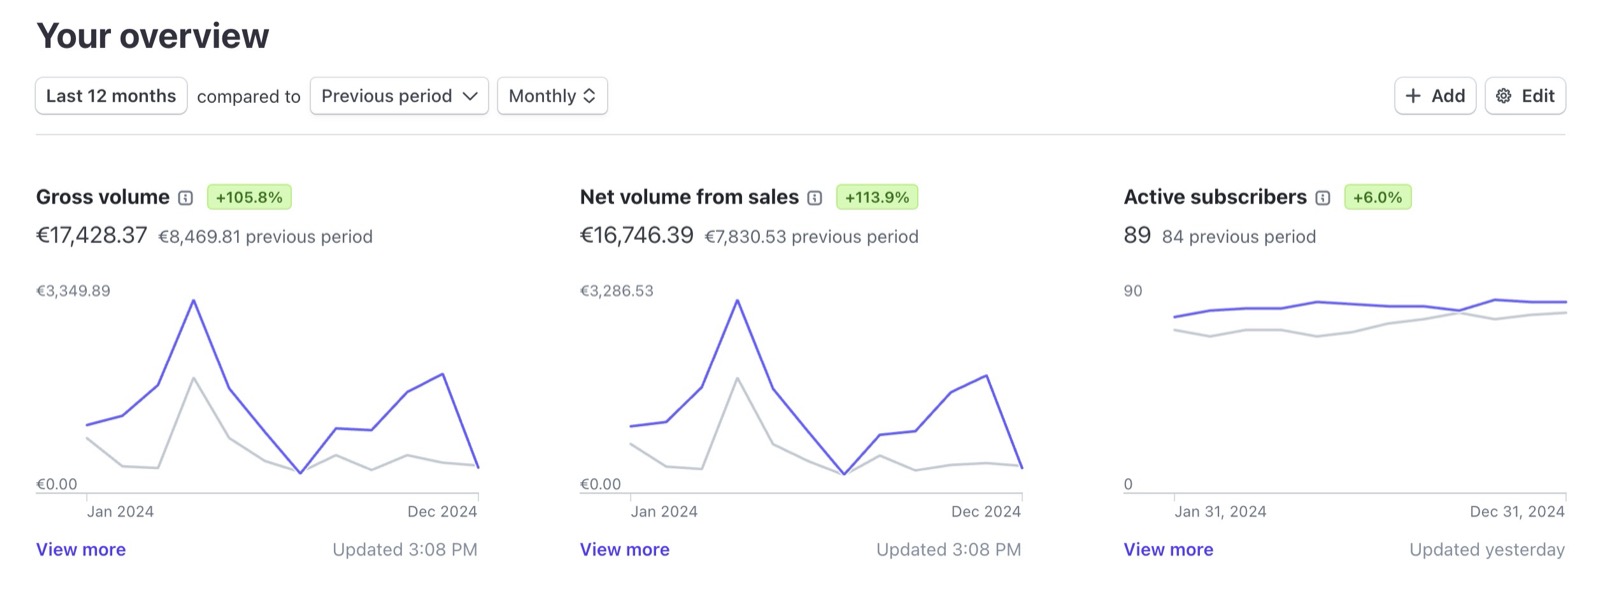 Your overview
Last 12 months compared to Previous period Monthly Add Edit
Gross volume +105.8%
€17,428.37 €8,469.81 previous period
€3,349.89
€0.00
Jan 2024 Dec 2024
View more Updated 3:08 PM
Net volume from sales +113.9%
€16,746.39 €7,830.53 previous period
€3,286.53
€0.00
Jan 2024 Dec 2024
View more Updated 3:08 PM
Active subscribers +6.0%
89 84 previous period
90
0
Jan 31, 2024 Dec 31, 2024
View more Updated yesterday